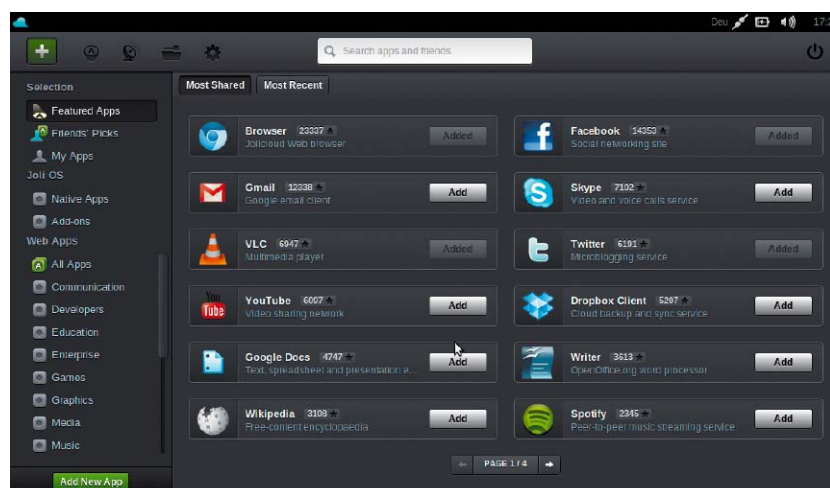 Deu
Search apps and friends
Selection
Featured Apps
Friends' Picks
My Apps
Joli OS
Native Apps
Add-ons
Web Apps
All Apps
Communication
Developers
Education
Enterprise
Games
Graphics
Media
Music
Add New App
Most Shared Most Recent
Browser 23337
Jolicloud Web browser
Added
Facebook 14353
Social networking site
Added
Gmail 12338
Google email client
Add
Skype 7102
Video and voice calls service
Add
VLC 6947
Multimedia player
Added
Twitter 6191
Microblogging service
Added
You
Tube
YouTube 6007
Video sharing network
Add
Dropbox Client 5207
Cloud backup and sync service
Add
Google Docs 4747
Text, spreadsheet and presentation e...
Add
Writer 3613
OpenOffice.org word processor
Add
Wikipedia 3108
Free-content encyclopaedia
Add
Spotify 2345
Peer-to-peer music streaming service
Add
PAGE 1 / 4